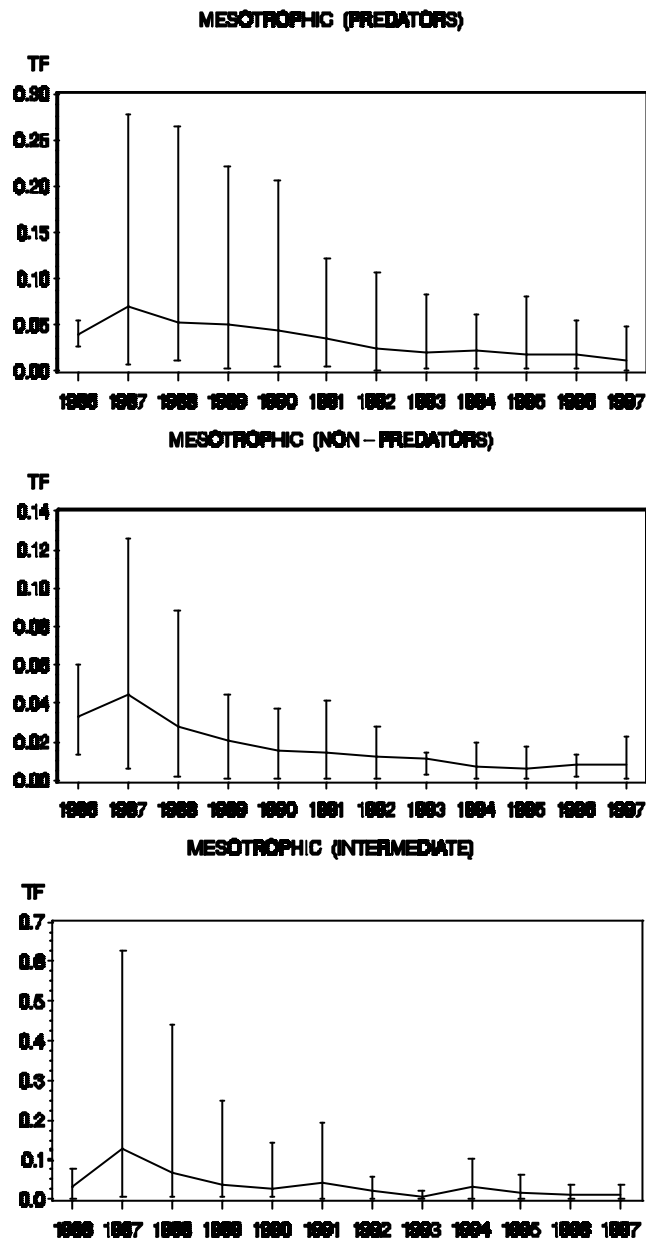 MESOTROPHIC (PREDATORS)
TF
0.30
0.25
0.20
0.15
0.10
0.05
0.00
1986 1987 1988 1989 1990 1991 1992 1993 1994 1995 1996 1997
MESOTROPHIC (NON – PREDATORS)
TF
0.14
0.12
0.10
0.08
0.06
0.04
0.02
0.00
1986 1987 1988 1989 1990 1991 1992 1993 1994 1995 1996 1997
MESOTROPHIC (INTERMEDIATE)
TF
0.7
0.6
0.5
0.4
0.3
0.2
0.1
0.0
1986 1987 1988 1989 1990 1991 1992 1993 1994 1995 1996 1997